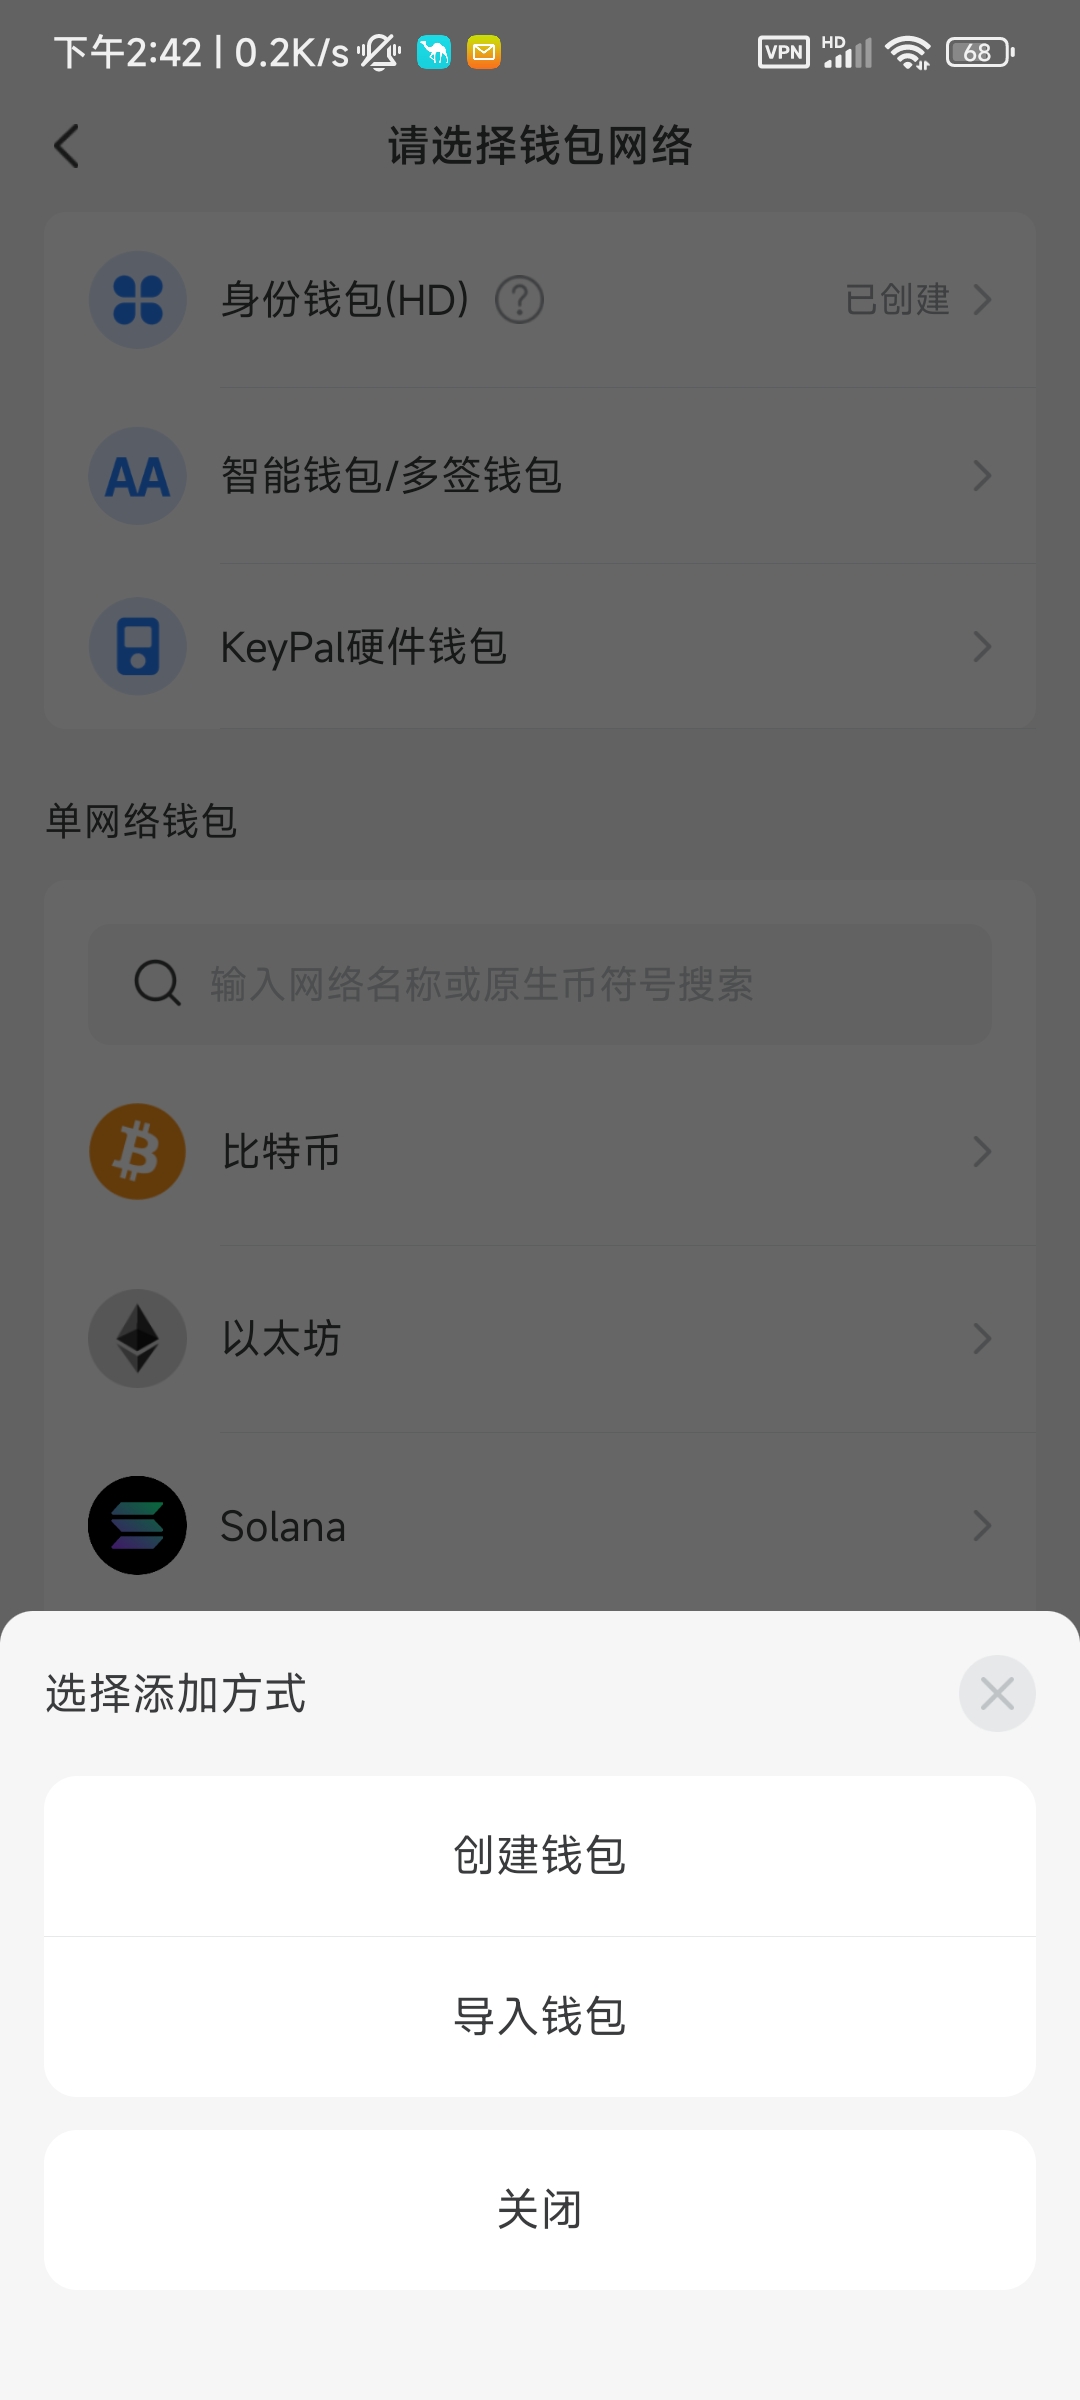 下午2:42 | 0.2K/s VPN HD 68
请选择钱包网络
身份钱包(HD) ? 已创建
AA 智能钱包/多签钱包
KeyPal硬件钱包
单网络钱包
输入网络名称或原生币符号搜索
比特币
以太坊
Solana
选择添加方式
创建钱包
导入钱包
关闭